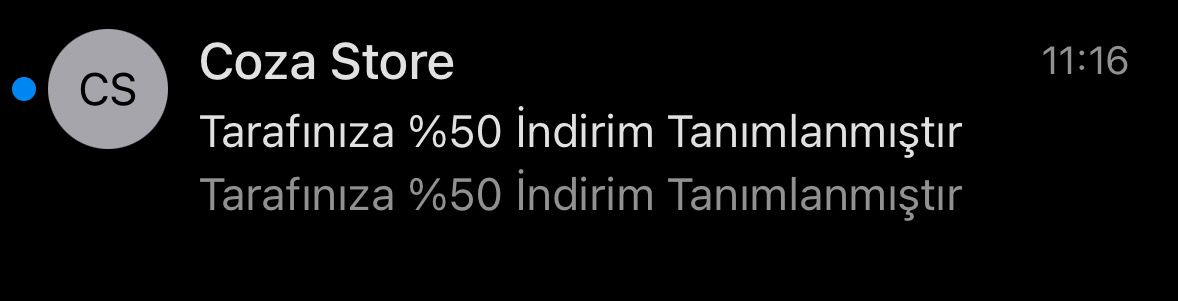 CS
Coza Store
11:16
Tarafınıza %50 İndirim Tanımlanmıştır
Tarafınıza %50 İndirim Tanımlanmıştır